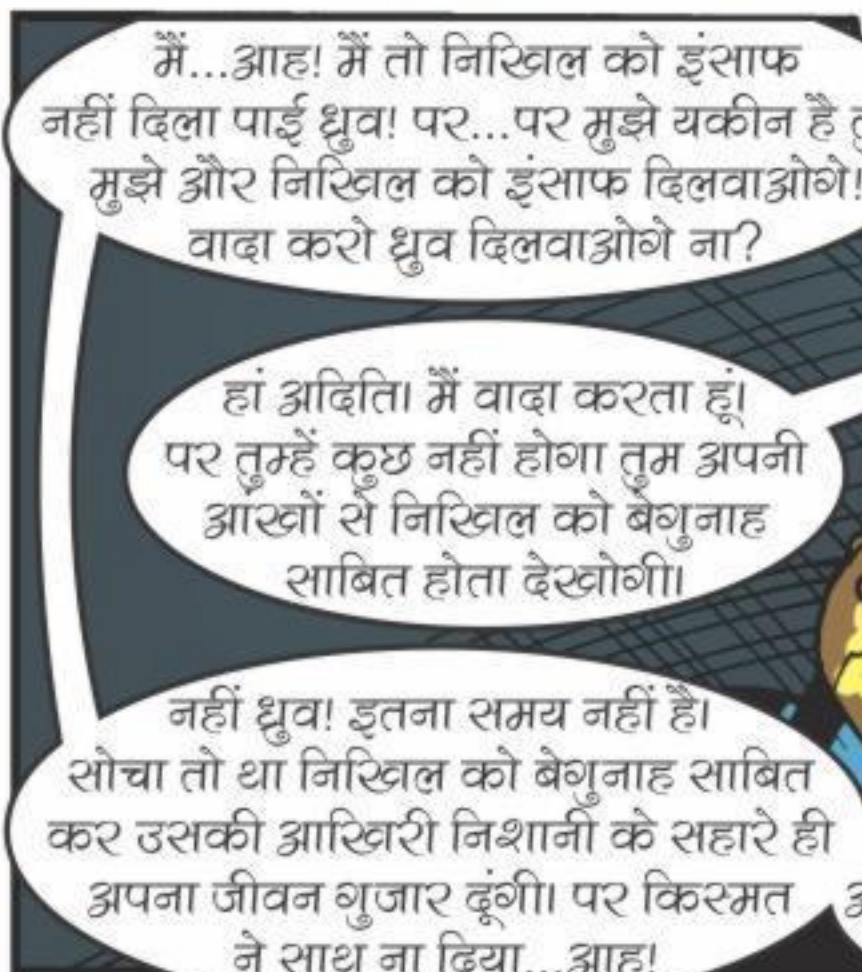 मैं...आह! मैं तो निखिल को इंसाफ
नहीं दिला पाई ध्रुव! पर...पर मुझे यकीन है
मुझे और निखिल को इंसाफ दिलवाओगे!
वादा करो ध्रुव दिलवाओगे ना?
हां अदिति। मैं वादा करता हूं।
पर तुम्हें कुछ नहीं होगा तुम अपनी
आंखों से निखिल को बेगुनाह
साबित होता देखोगी।
नहीं ध्रुव! इतना समय नहीं है।
सोचा तो था निखिल को बेगुनाह साबित
कर उसकी आखिरी निशानी के सहारे ही
अपना जीवन गुजार दूंगी। पर किस्मत
ने साथ ना दिया...आह!